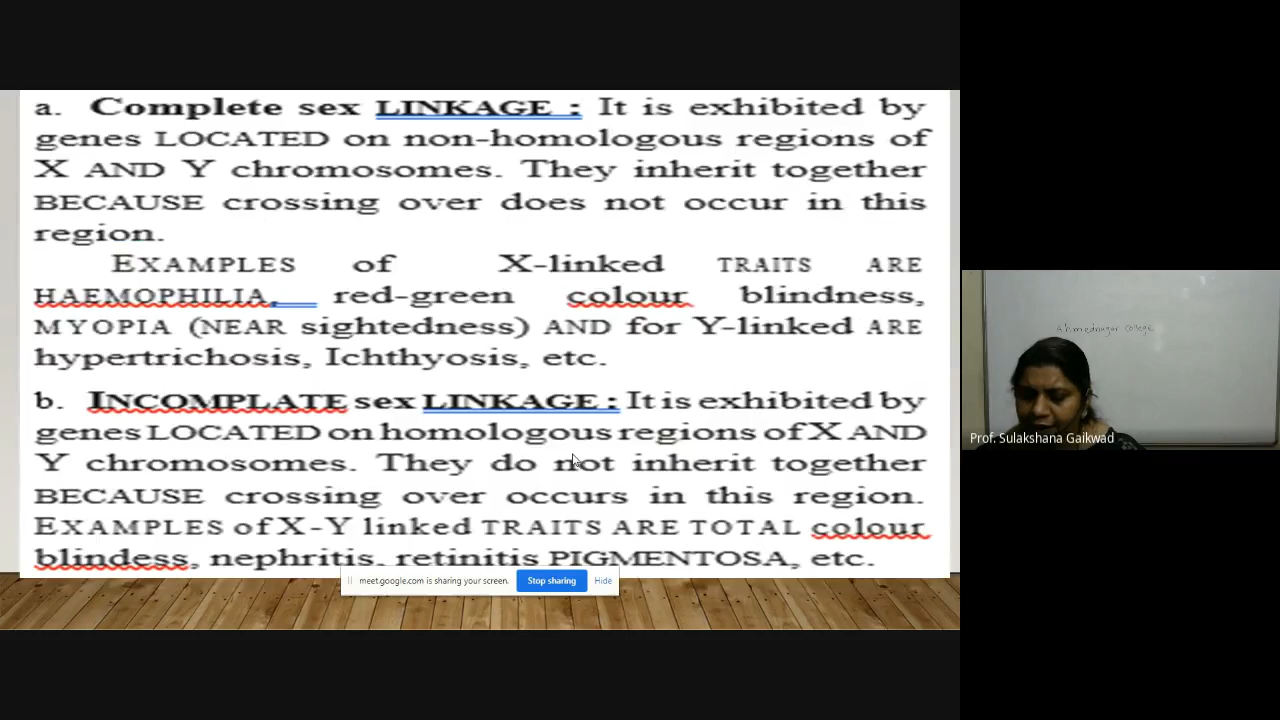 a. Complete sex LINKAGE : It is exhibited by
genes LOCATED on non-homologous regions of
X AND Y chromosomes. They inherit together
BECAUSE crossing over does not occur in this
region.
EXAMPLES of X-linked TRAITS ARE
HAEMOPHILIA, red-green colour blindness,
MYOPIA (NEAR sightedness) AND for Y-linked ARE
hypertrichosis, Ichthyosis, etc.
b. INCOMPLATE sex LINKAGE : It is exhibited by
genes LOCATED on homologous regions of X AND
Y chromosomes. They do not inherit together
BECAUSE crossing over occurs in this region.
EXAMPLES of X-Y linked TRAITS ARE TOTAL colour
blindess, nephritis, retinitis PIGMENTOSA, etc.
meet.google.com is sharing your screen. Stop sharing Hide
Ahmednagar College
Prof. Sulakshana Gaikwad